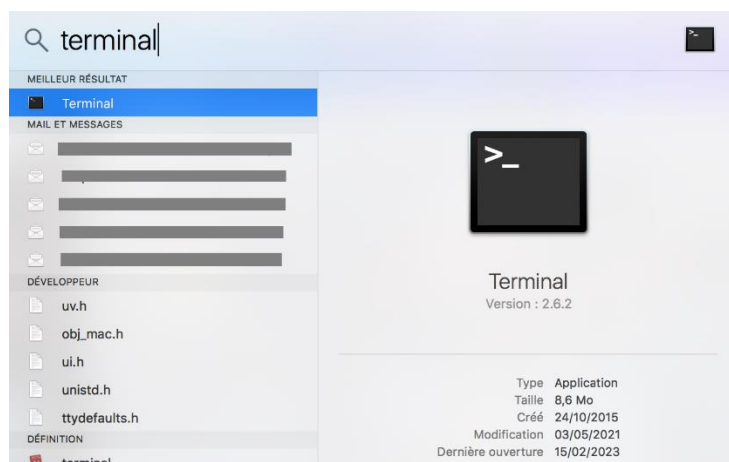 terminal
MEILLEUR RÉSULTAT
Terminal
MAIL ET MESSAGES
DÉVELOPPEUR
uv.h
obj_mac.h
ui.h
unistd.h
ttydefaults.h
DÉFINITION
terminal
>_
Terminal
Version : 2.6.2
Type Application
Taille 8,6 Mo
Créé 24/10/2015
Modification 03/05/2021
Dernière ouverture 15/02/2023